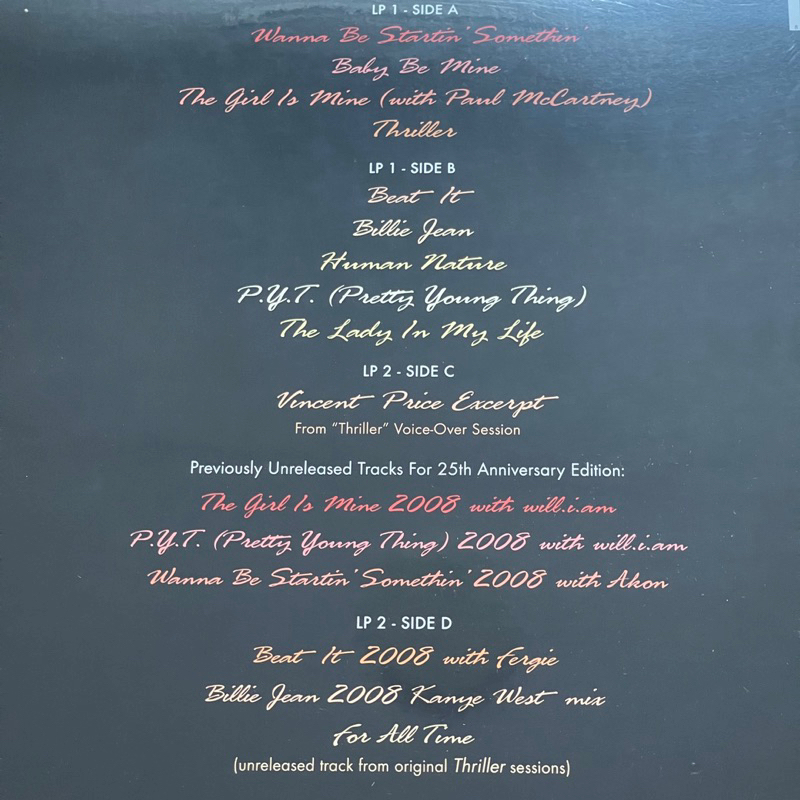 LP 1 - SIDE A
Wanna Be Startin' Somethin'
Baby Be Mine
The Girl Is Mine (with Paul McCartney)
Thriller
LP 1 - SIDE B
Beat It
Billie Jean
Human Nature
P.Y.T. (Pretty Young Thing)
The Lady In My Life
LP 2 - SIDE C
Vincent Price Excerpt
From "Thriller" Voice-Over Session
Previously Unreleased Tracks For 25th Anniversary Edition:
The Girl Is Mine 2008 with will.i.am
P.Y.T. (Pretty Young Thing) 2008 with will.i.am
Wanna Be Startin' Somethin' 2008 with Akon
LP 2 - SIDE D
Beat It 2008 with Fergie
Billie Jean 2008 Kanye West mix
For All Time
(unreleased track from original Thriller sessions)